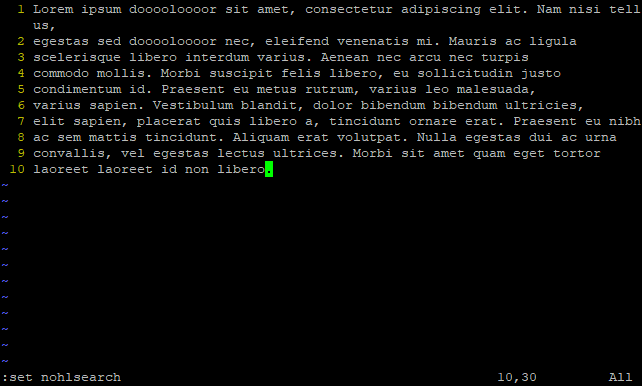 1 Lorem ipsum doooloooor sit amet, consectetur adipiscing elit. Nam nisi tell
us,
2 egestas sed doooloooor nec, eleifend venenatis mi. Mauris ac ligula
3 scelerisque libero interdum varius. Aenean nec arcu nec turpis
4 commodo mollis. Morbi suscipit felis libero, eu sollicitudin justo
5 condimentum id. Praesent eu metus rutrum, varius leo malesuada,
6 varius sapien. Vestibulum blandit, dolor bibendum bibendum ultricies,
7 elit sapien, placerat quis libero a, tincidunt ornare erat. Praesent eu nibh
8 ac sem mattis tincidunt. Aliquam erat volutpat. Nulla egestas dui ac urna
9 convallis, vel egestas lectus ultrices. Morbi sit amet quam eget tortor
10 laoreet laoreet id non libero.
~
~
~
~
~
~
~
~
~
~
~
~
:set nohlsearch 10,30 All